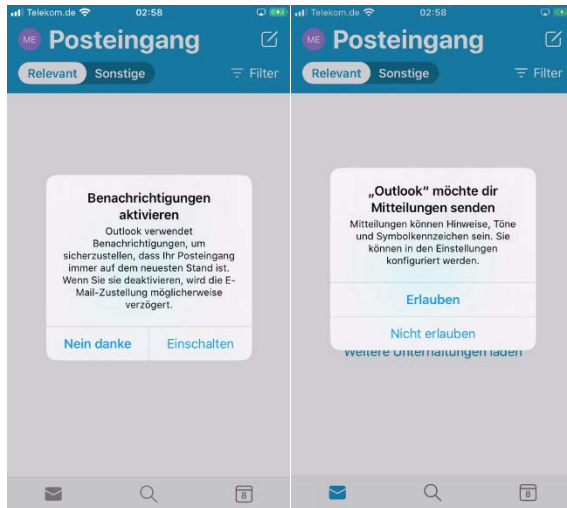 Telekom.de 02:58
ME Posteingang
Relevant Sonstige Filter
Benachrichtigungen
aktivieren
Outlook verwendet
Benachrichtigungen, um
sicherzustellen, dass Ihr Posteingang
immer auf dem neuesten Stand ist.
Wenn Sie sie deaktivieren, wird die E-
Mail-Zustellung möglicherweise
verzögert.
Nein danke Einschalten
8
Telekom.de 02:58
ME Posteingang
Relevant Sonstige Filter
„Outlook" möchte dir
Mitteilungen senden
Mitteilungen können Hinweise, Töne
und Symbolkennzeichen sein. Sie
können in den Einstellungen
konfiguriert werden.
Erlauben
Nicht erlauben
Weitere Unterhaltungen laden
8